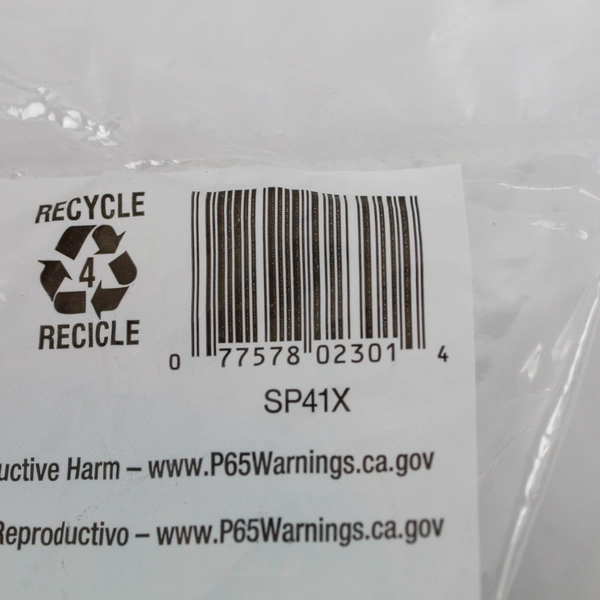 RECYCLE
4
RECICLE
0 77578 02301 4
SP41X
uctive Harm – www.P65Warnings.ca.gov
Reproductivo – www.P65Warnings.ca.gov